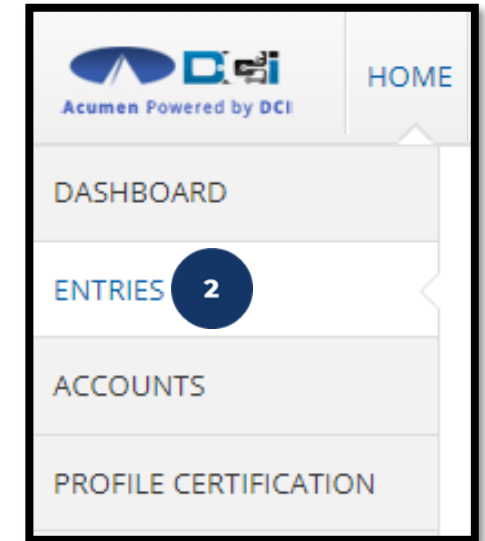 DCI
HOME
Acumen Powered by DCI
DASHBOARD
ENTRIES 2
ACCOUNTS
PROFILE CERTIFICATION